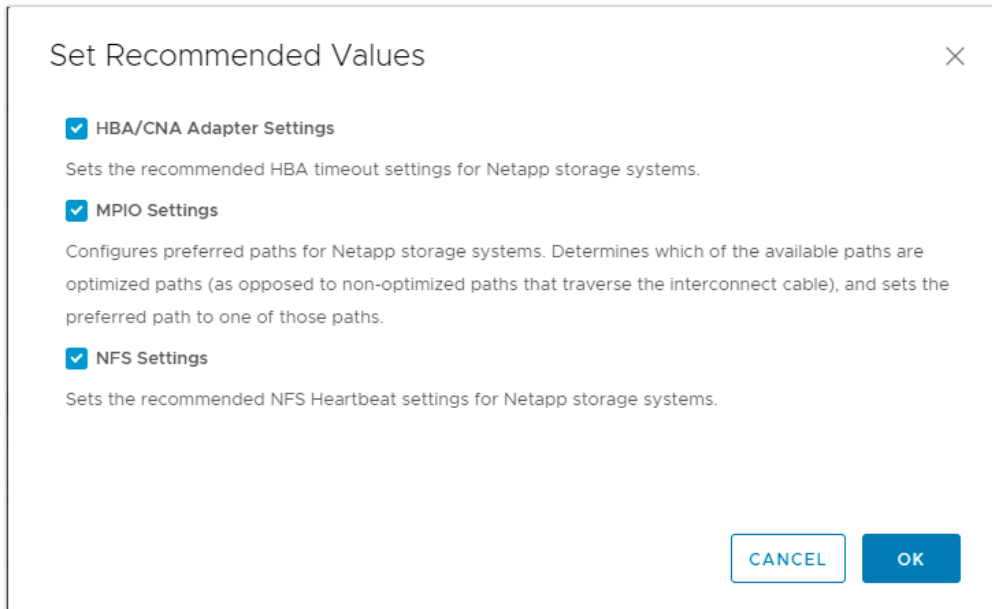 Set Recommended Values
HBA/CNA Adapter Settings
Sets the recommended HBA timeout settings for Netapp storage systems.
MPIO Settings
Configures preferred paths for Netapp storage systems. Determines which of the available paths are
optimized paths (as opposed to non-optimized paths that traverse the interconnect cable), and sets the
preferred path to one of those paths.
NFS Settings
Sets the recommended NFS Heartbeat settings for Netapp storage systems.
CANCEL OK